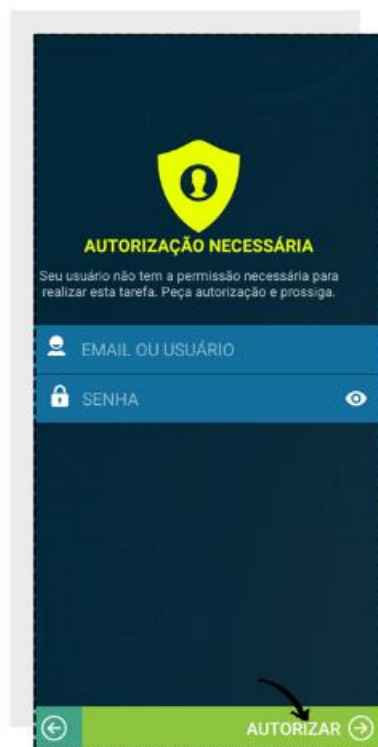 AUTORIZAÇÃO NECESSÁRIA
Seu usuário não tem a permissão necessária para
realizar esta tarefa. Peça autorização e prossiga.
EMAIL OU USUÁRIO
SENHA
AUTORIZAR